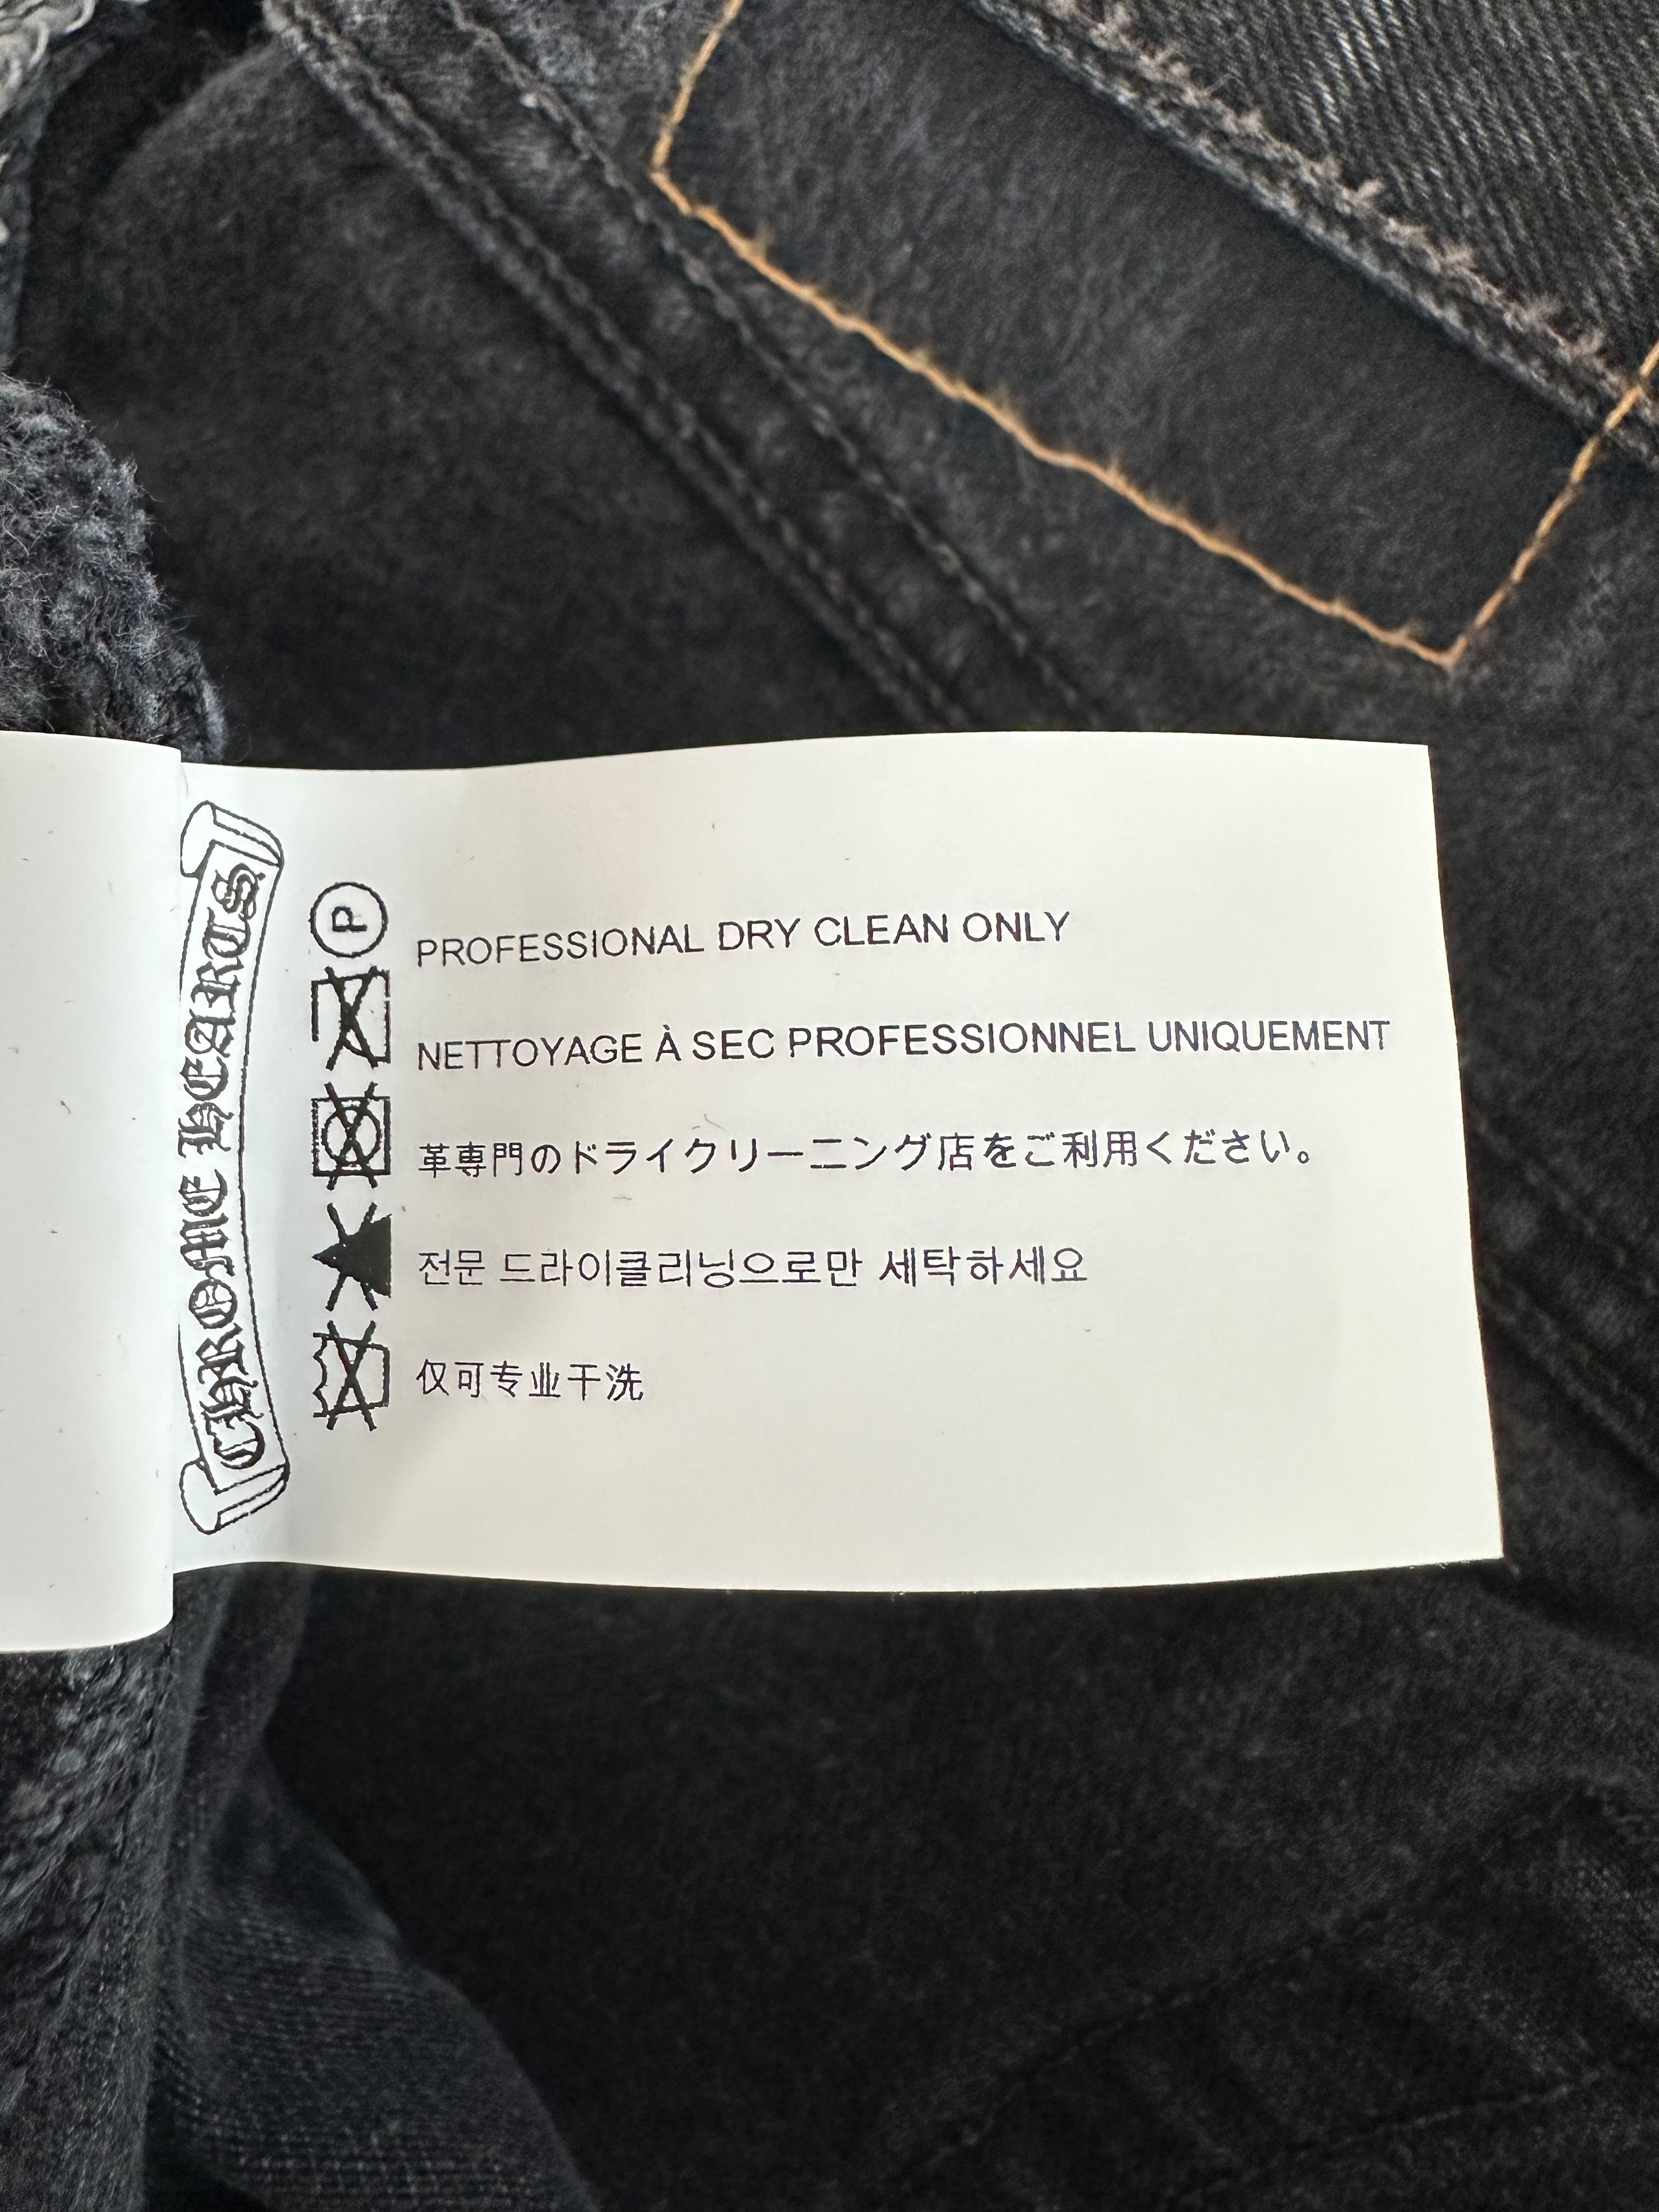 CHROME HEARTS
P
PROFESSIONAL DRY CLEAN ONLY
NETTOYAGE À SEC PROFESSIONNEL UNIQUEMENT
革専門のドライクリーニング店をご利用ください。
전문 드라이클리닝으로만 세탁하세요
仅可专业干洗